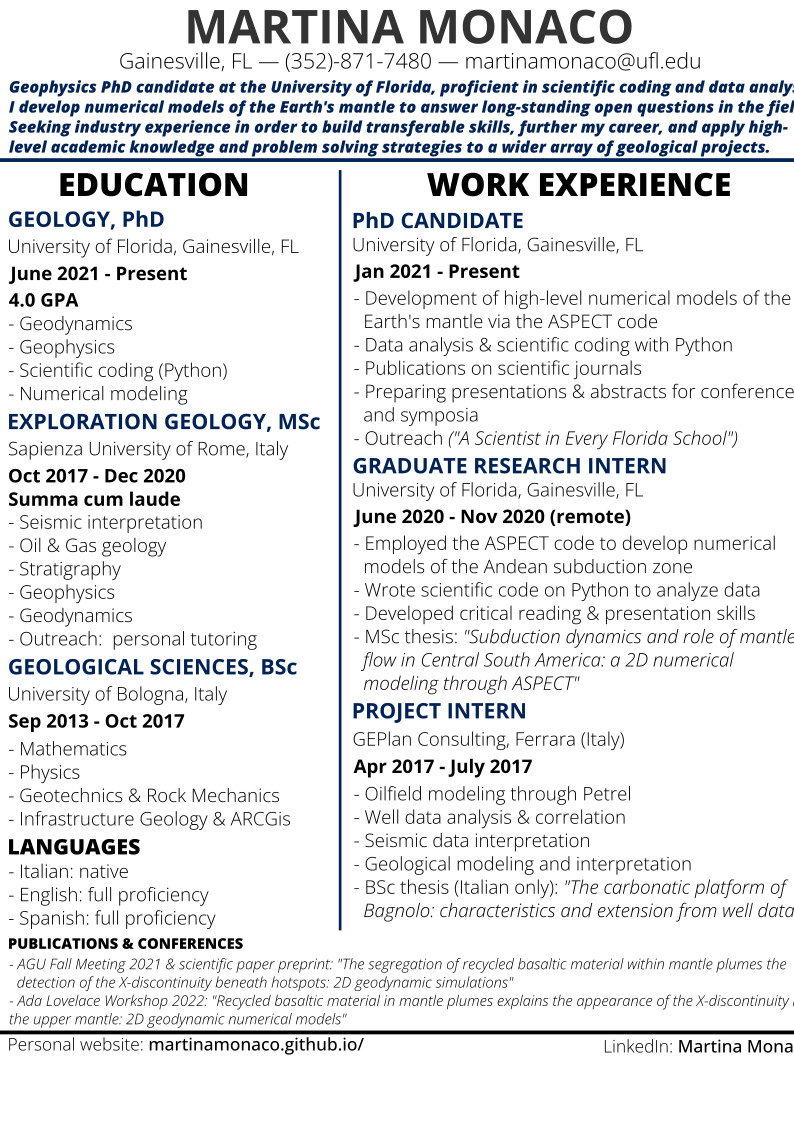 MARTINA MONACO
Gainesville, FL — (352)-871-7480 — martinamonaco@ufl.edu
Geophysics PhD candidate at the University of Florida, proficient in scientific coding and data
I develop numerical models of the Earth's mantle to answer long-standing open questions in the
Seeking industry experience in order to build transferable skills, further my career, and apply high-
level academic knowledge and problem solving strategies to a wider array of geological projects.
EDUCATION
GEOLOGY, PhD
University of Florida, Gainesville, FL
June 2021 - Present
4.0 GPA
- Geodynamics
- Geophysics
- Scientific coding (Python)
- Numerical modeling
EXPLORATION GEOLOGY, MSc
Sapienza University of Rome, Italy
Oct 2017 - Dec 2020
Summa cum laude
- Seismic interpretation
- Oil & Gas geology
- Stratigraphy
- Geophysics
- Geodynamics
- Outreach:  personal tutoring
GEOLOGICAL SCIENCES, BSc
University of Bologna, Italy
Sep 2013 - Oct 2017
- Mathematics
- Physics
- Geotechnics & Rock Mechanics
- Infrastructure Geology & ARCGis
LANGUAGES
- Italian: native
- English: full proficiency
- Spanish: full proficiency
WORK EXPERIENCE
PhD CANDIDATE
University of Florida, Gainesville, FL
Jan 2021 - Present
- Development of high-level numerical models of the
Earth's mantle via the ASPECT code
- Data analysis & scientific coding with Python
- Publications on scientific journals
- Preparing presentations & abstracts for conference
and symposia
- Outreach ("A Scientist in Every Florida School")
GRADUATE RESEARCH INTERN
University of Florida, Gainesville, FL
June 2020 - Nov 2020 (remote)
- Employed the ASPECT code to develop numerical
models of the Andean subduction zone
- Wrote scientific code on Python to analyze data
- Developed critical reading & presentation skills
- MSc thesis: "Subduction dynamics and role of mantle
flow in Central South America: a 2D numerical
modeling through ASPECT"
PROJECT INTERN
GEPlan Consulting, Ferrara (Italy)
Apr 2017 - July 2017
- Oilfield modeling through Petrel
- Well data analysis & correlation
- Seismic data interpretation
- Geological modeling and interpretation
- BSc thesis (Italian only): "The carbonatic platform of
Bagnolo: characteristics and extension from well data
PUBLICATIONS & CONFERENCES
- AGU Fall Meeting 2021 & scientific paper preprint: "The segregation of recycled basaltic material within mantle plumes the
detection of the X-discontinuity beneath hotspots: 2D geodynamic simulations"
- Ada Lovelace Workshop 2022: "Recycled basaltic material in mantle plumes explains the appearance of the X-discontinuity
the upper mantle: 2D geodynamic numerical models"
Personal website: martinamonaco.github.io/
LinkedIn: Martina Mona